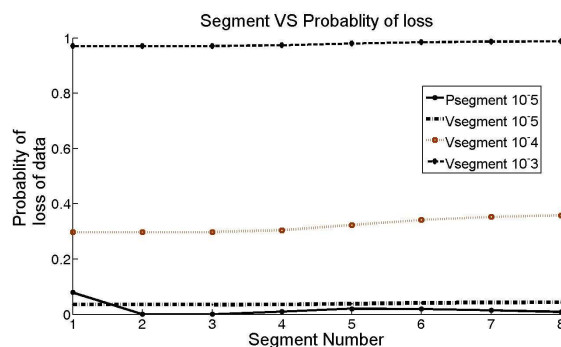 Segment VS Probablity of loss
1
0.8
0.6
0.4
0.2
0
Probablity of
loss of data
Psegment 10^-5
Vsegment 10^-5
Vsegment 10^-4
Vsegment 10^-3
1 2 3 4 5 6 7 8
Segment Number